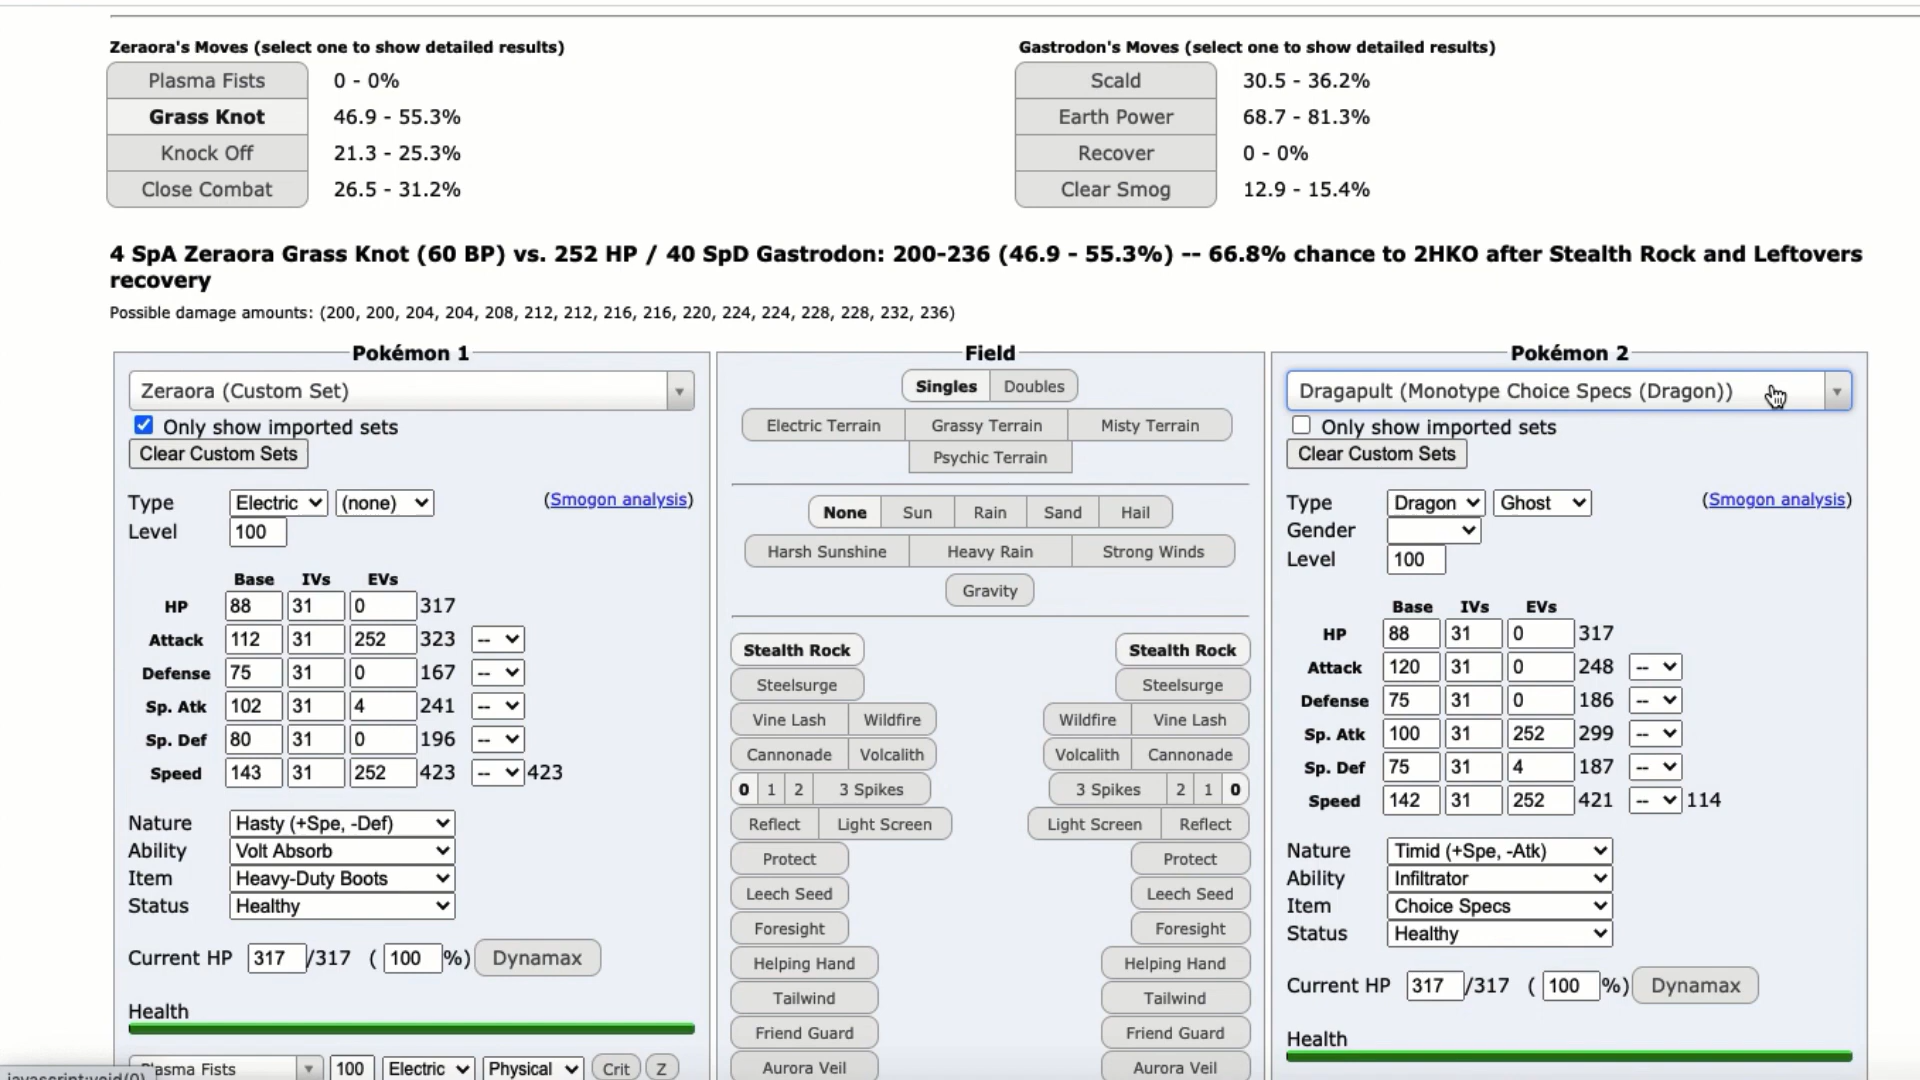 Zeraora's Moves (select one to show detailed results)
Plasma Fists 0 - 0%
Grass Knot 46.9 - 55.3%
Knock Off 21.3 - 25.3%
Close Combat 26.5 - 31.2%
Gastrodon's Moves (select one to show detailed results)
Scald 30.5 - 36.2%
Earth Power 68.7 - 81.3%
Recover 0 - 0%
Clear Smog 12.9 - 15.4%
4 SpA Zeraora Grass Knot (60 BP) vs. 252 HP / 40 SpD Gastrodon: 200-236 (46.9 - 55.3%) -- 66.8% chance to 2HKO after Stealth Rock and Leftovers
recovery
Possible damage amounts: (200, 200, 204, 204, 208, 212, 212, 216, 216, 220, 224, 224, 228, 228, 232, 236)
Pokémon 1
Zeraora (Custom Set)
Only show imported sets
Clear Custom Sets
Type Electric (none) (Smogon analysis)
Level 100
Base IVs EVs
HP 88 31 0 317
Attack 112 31 252 323 --
Defense 75 31 0 167 --
Sp. Atk 102 31 4 241 --
Sp. Def 80 31 0 196 --
Speed 143 31 252 423 -- 423
Nature Hasty (+Spe, -Def)
Ability Volt Absorb
Item Heavy-Duty Boots
Status Healthy
Current HP 317 /317 ( 100 %) Dynamax
Health
Plasma Fists 100 Electric Physical Crit Z
javascript:void(0)
Field
Singles Doubles
Electric Terrain Grassy Terrain Misty Terrain
Psychic Terrain
None Sun Rain Sand Hail
Harsh Sunshine Heavy Rain Strong Winds
Gravity
Stealth Rock Stealth Rock
Steelsurge Steelsurge
Vine Lash Wildfire Wildfire Vine Lash
Cannonade Volcalith Volcalith Cannonade
0 1 2 3 Spikes 3 Spikes 2 1 0
Reflect Light Screen Light Screen Reflect
Protect Protect
Leech Seed Leech Seed
Foresight Foresight
Helping Hand Helping Hand
Tailwind Tailwind
Friend Guard Friend Guard
Aurora Veil Aurora Veil
Pokémon 2
Dragapult (Monotype Choice Specs (Dragon))
Only show imported sets
Clear Custom Sets
Type Dragon Ghost (Smogon analysis)
Gender
Level 100
Base IVs EVs
HP 88 31 0 317
Attack 120 31 0 248 --
Defense 75 31 0 186 --
Sp. Atk 100 31 252 299 --
Sp. Def 75 31 4 187 --
Speed 142 31 252 421 -- 114
Nature Timid (+Spe, -Atk)
Ability Infiltrator
Item Choice Specs
Status Healthy
Current HP 317 /317 ( 100 %) Dynamax
Health